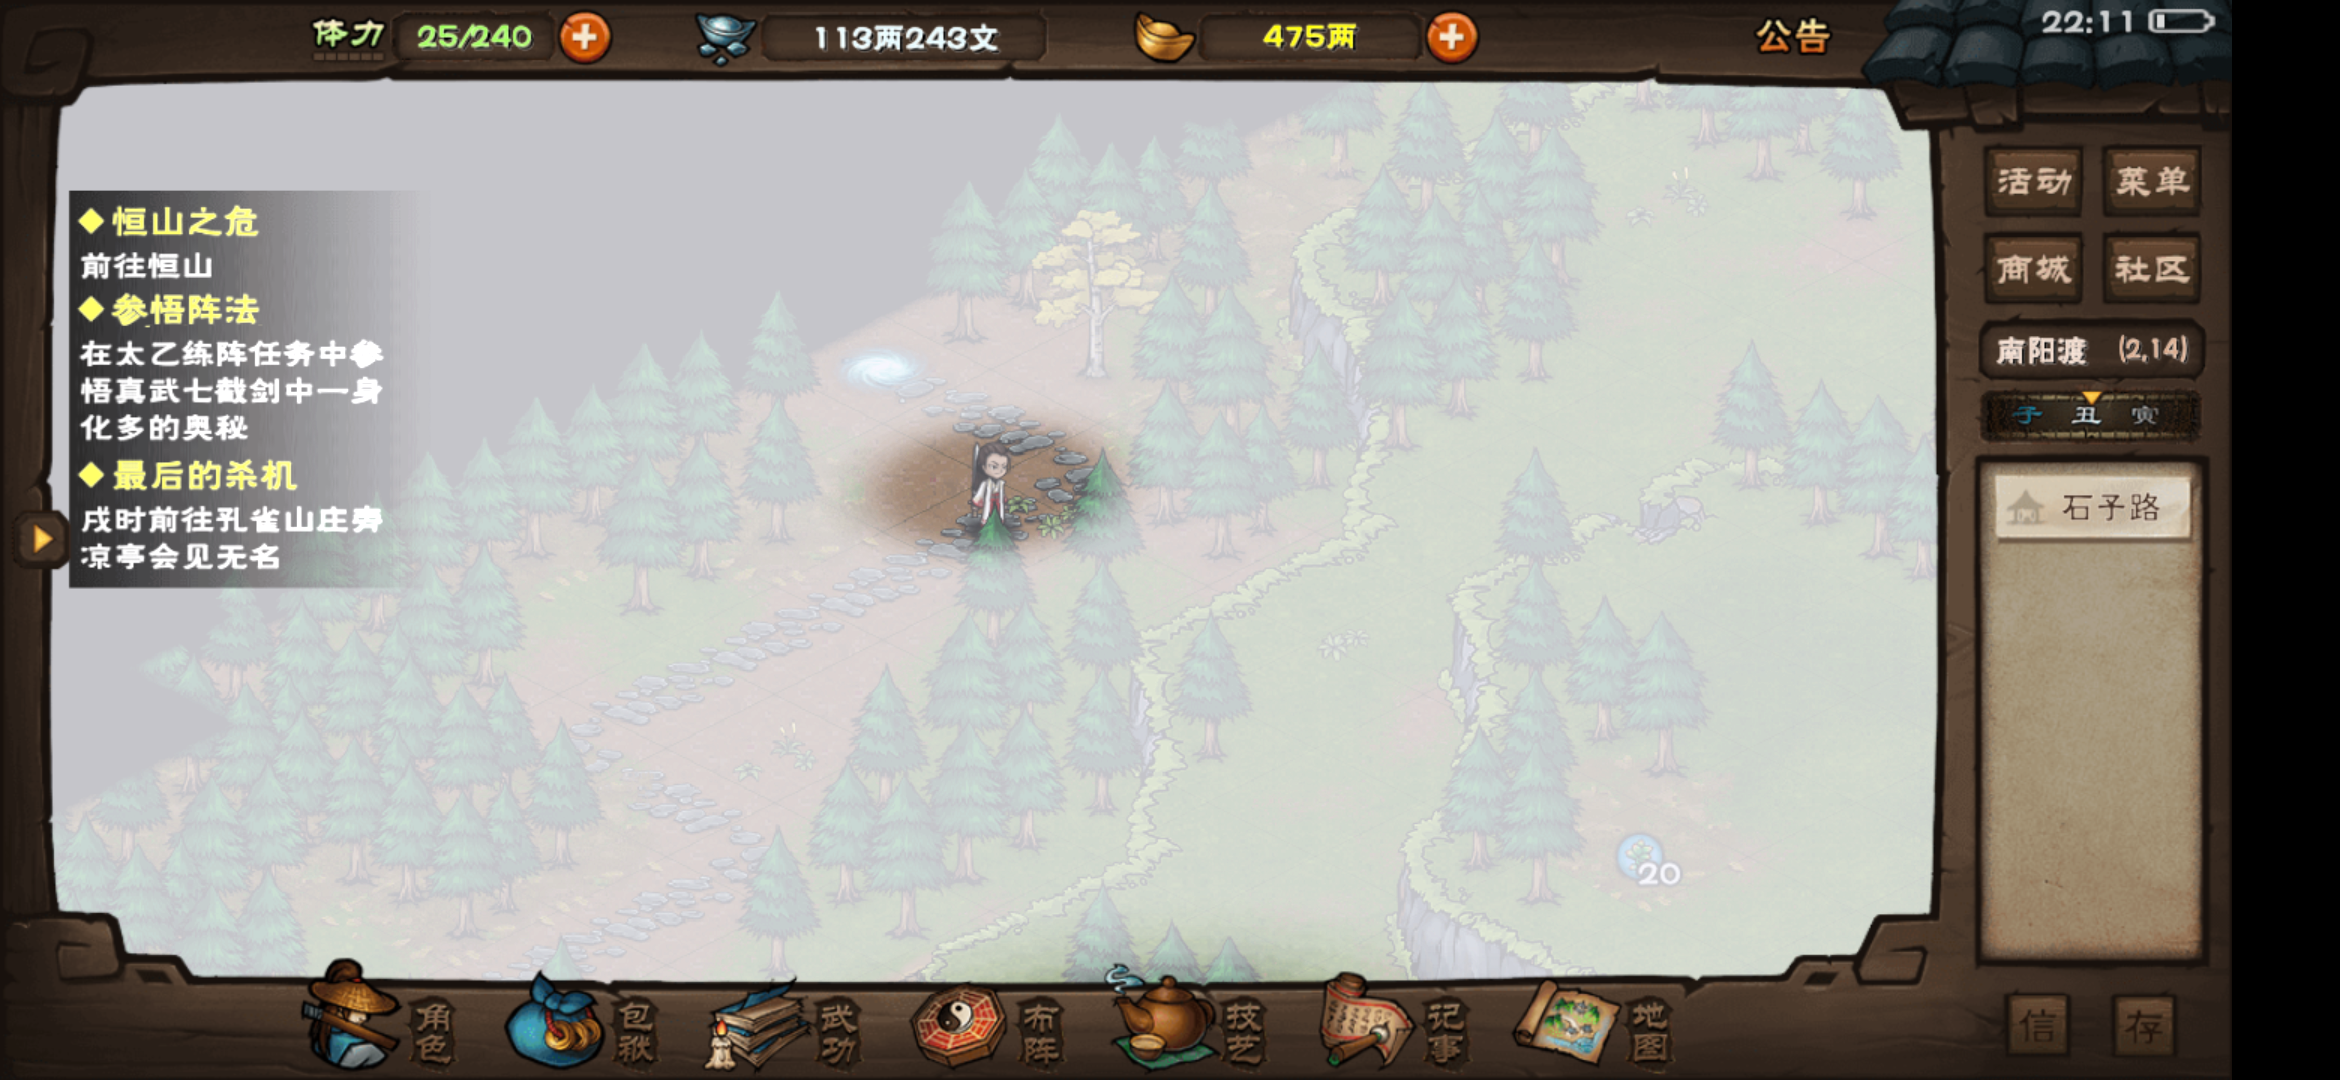 体力 25/240 113两243文 475两 公告 22:11
活动 菜单
商城 社区
南阳渡 (2,14)
子 丑 寅
石子路
◆恒山之危
前往恒山
◆参悟阵法
在太乙练阵任务中参
悟真武七截剑中一身
化多的奥秘
◆最后的杀机
戌时前往孔雀山庄旁
凉亭会见无名
20
角色 包袱 武功 布阵 技艺 记事 地图 信 存